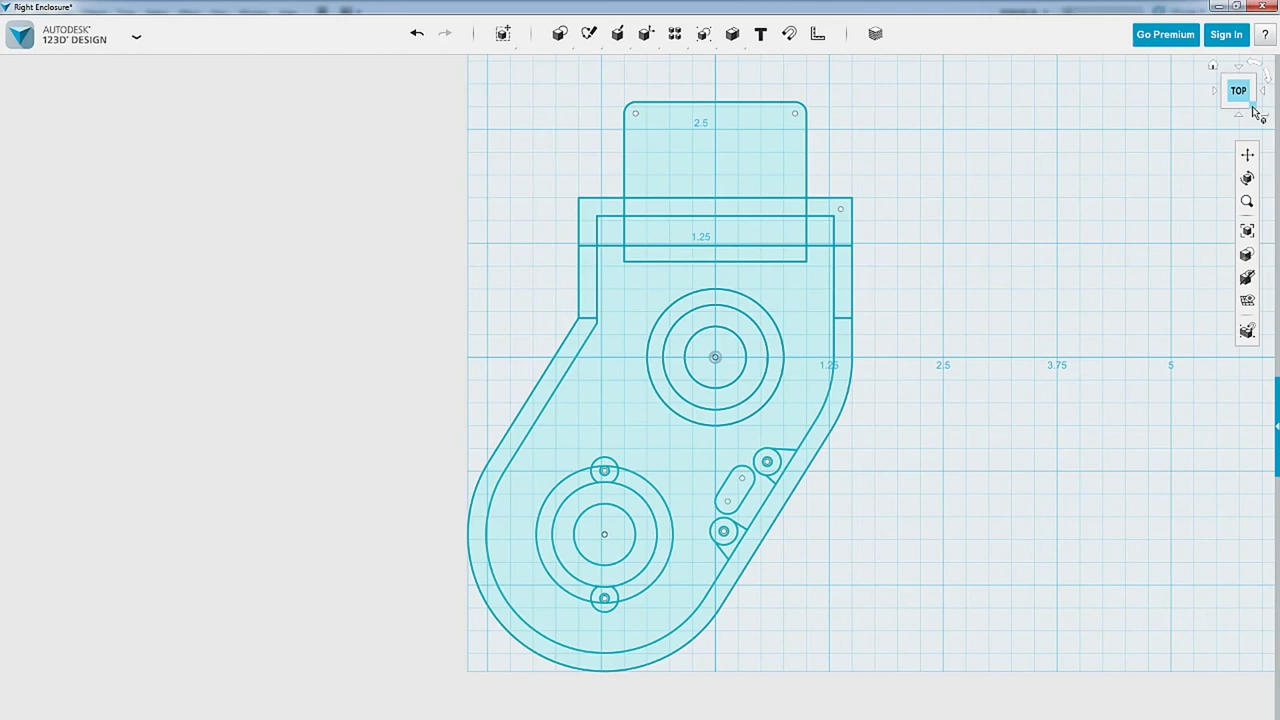 Right Enclosure*
AUTODESK®
123D® DESIGN
T
Go Premium
Sign In
?
TOP
2.5
1.25
1.25
2.5
3.75
5